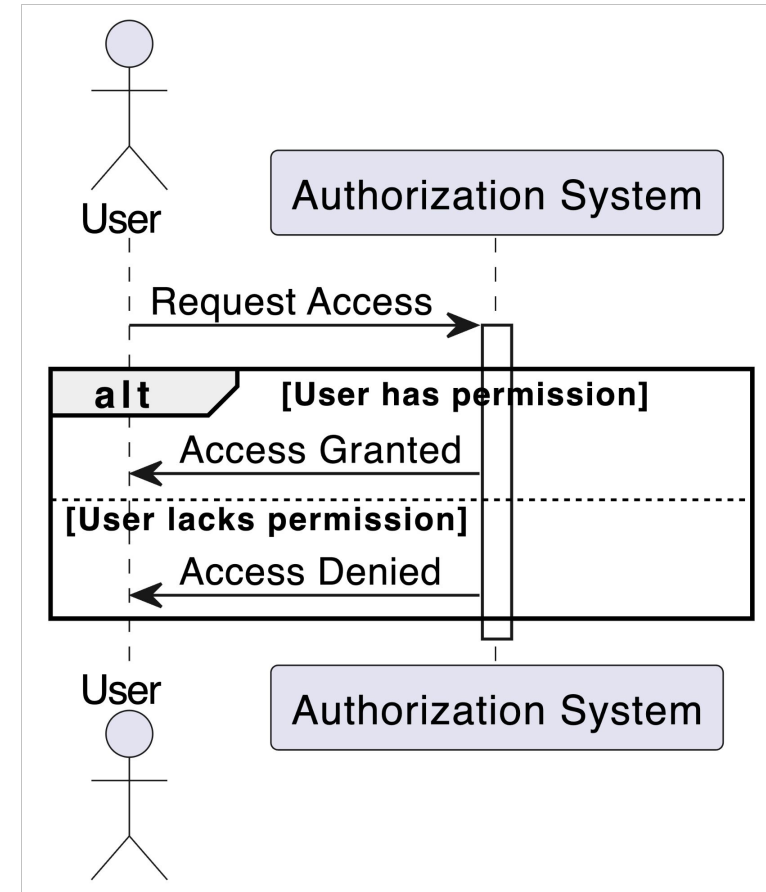 User
Authorization System
Request Access
alt [User has permission]
Access Granted
[User lacks permission]
Access Denied
User
Authorization System